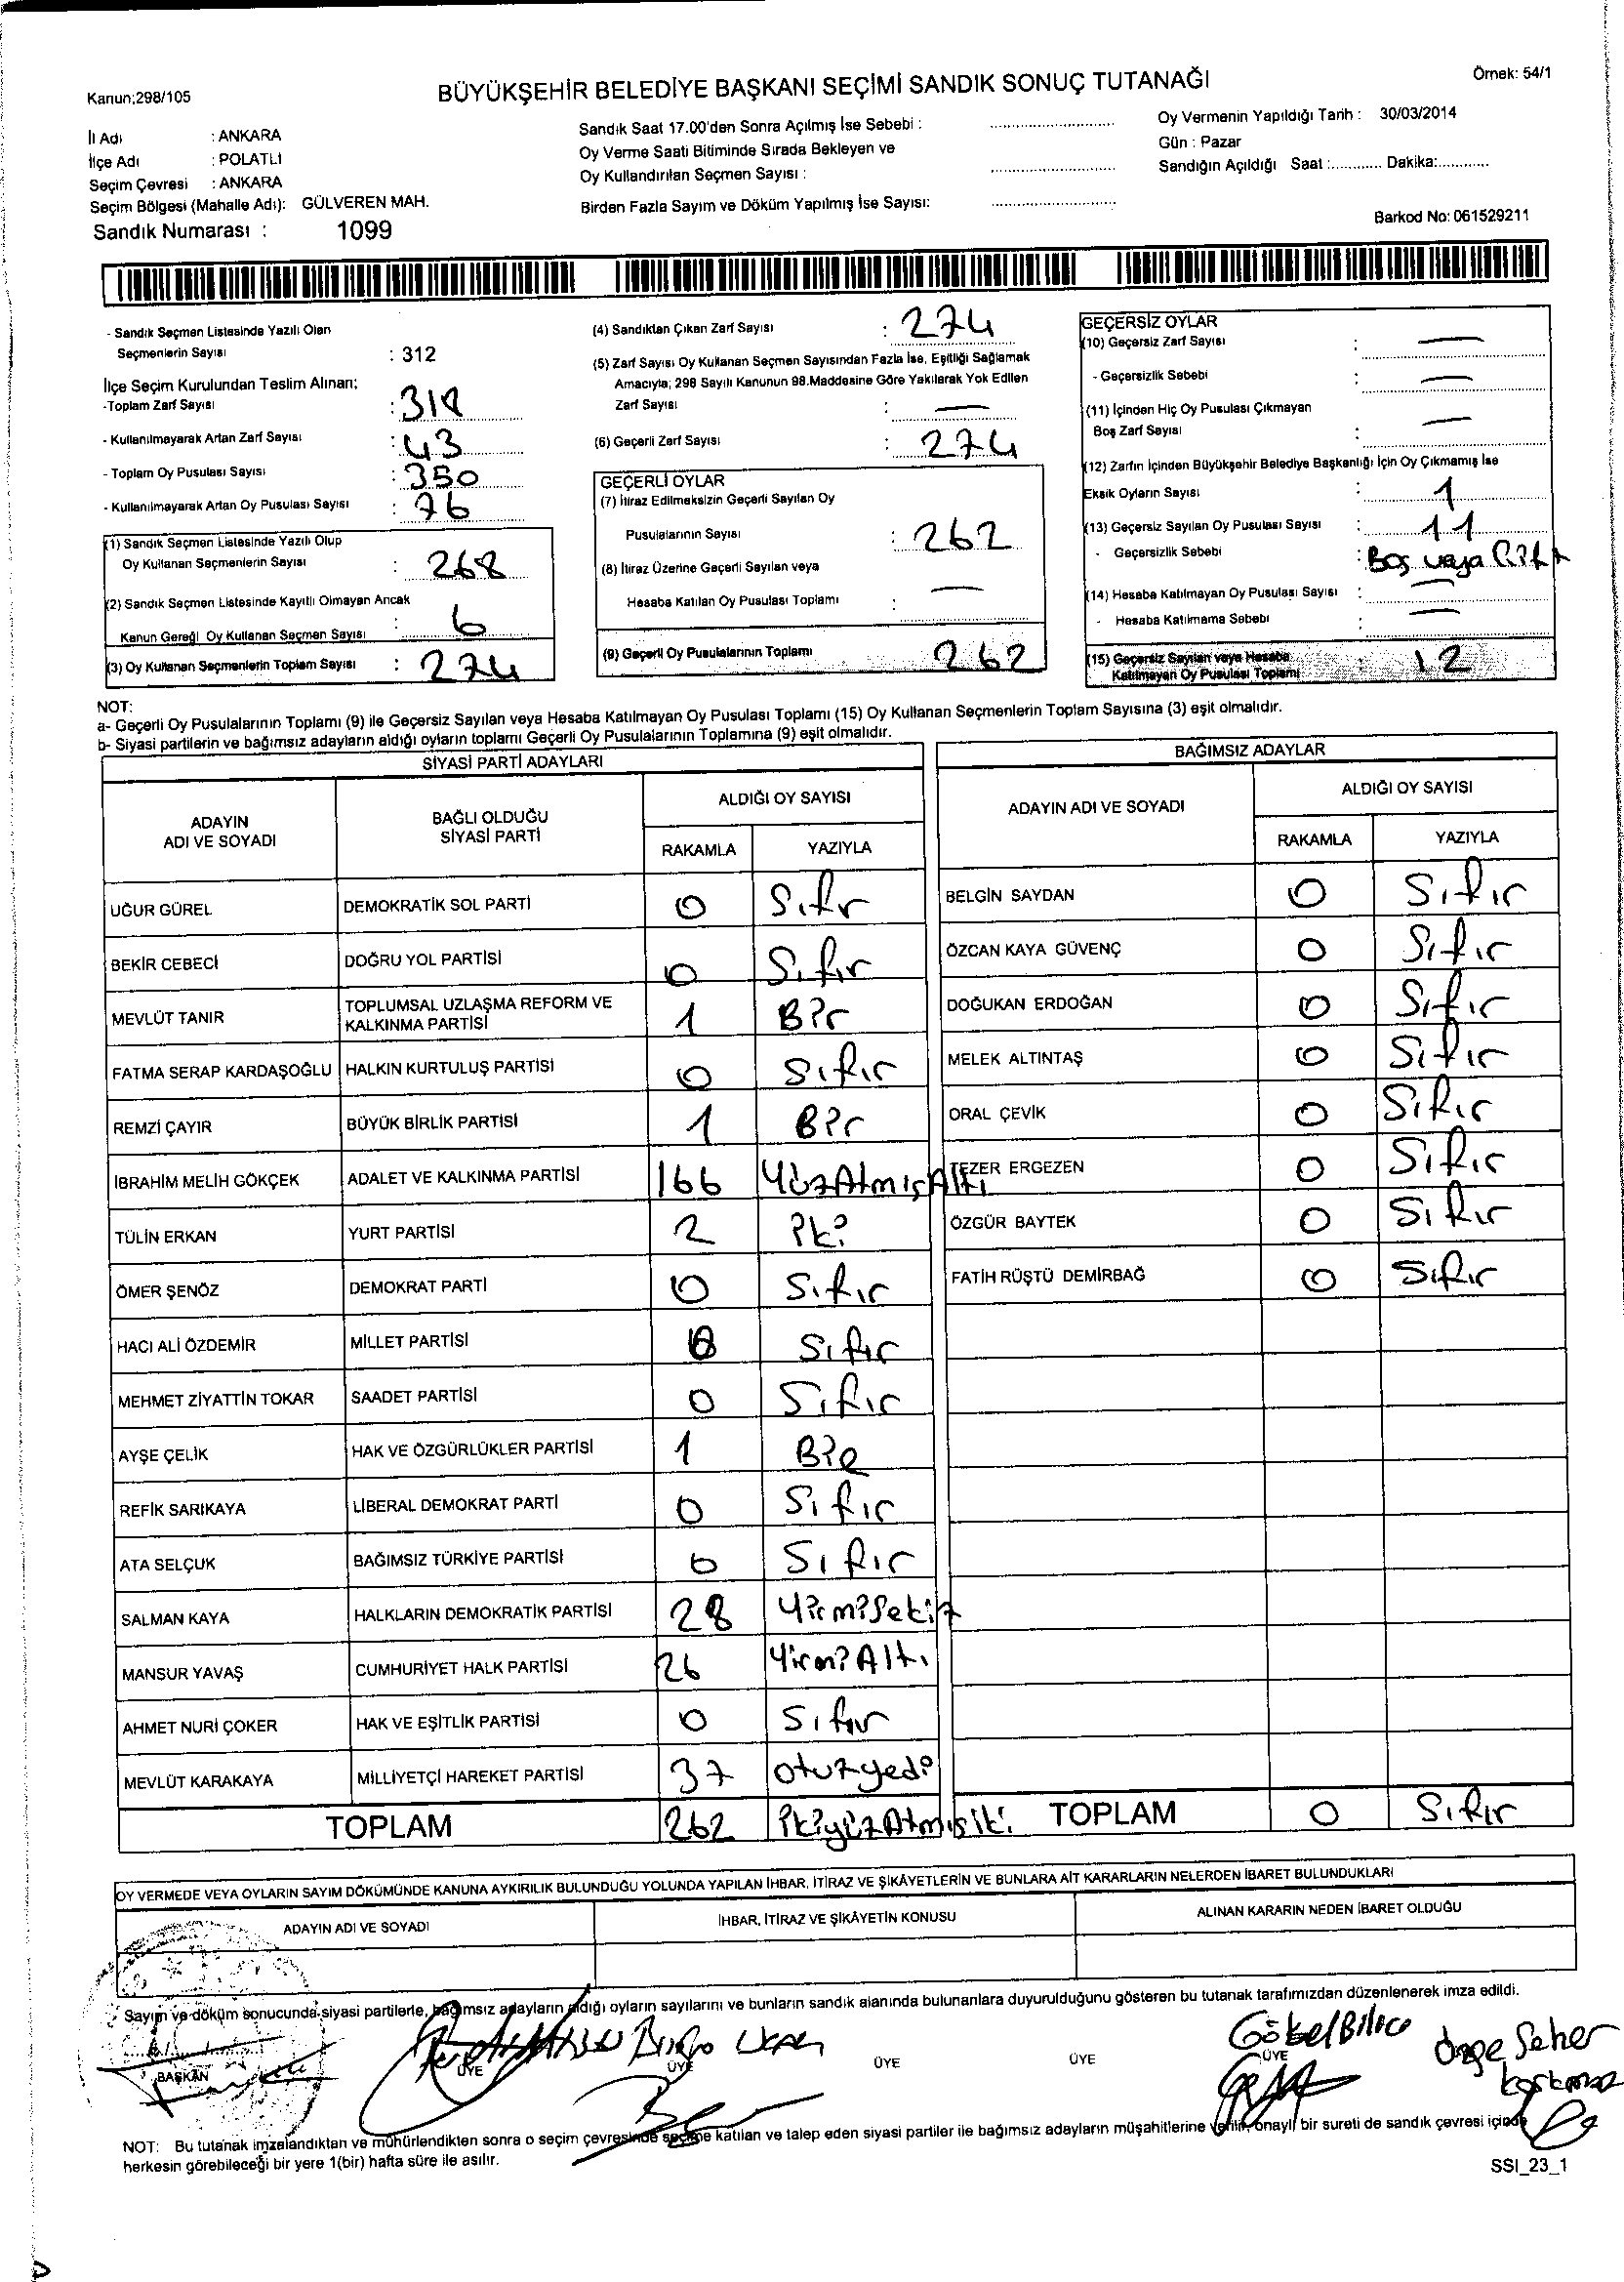 Kanun;298/105
BÜYÜKŞEHİR BELEDİYE BAŞKANI SEÇİMİ SANDIK SONUÇ TUTANAĞI
Örnek: 54/1
İl Adı : ANKARA
İlçe Adı : POLATLI
Seçim Çevresi : ANKARA
Seçim Bölgesi (Mahalle Adı): GÜLVEREN MAH.
Sandık Numarası : 1099
Sandık Saat 17.00'den Sonra Açılmış İse Sebebi :
Oy Verme Saati Bitiminde Sırada Bekleyen ve
Oy Kullandırılan Seçmen Sayısı :
Birden Fazla Sayım ve Döküm Yapılmış İse Sayısı:
Oy Vermenin Yapıldığı Tarih : 30/03/2014
Gün : Pazar
Sandığın Açıldığı Saat :............ Dakika:............
Barkod No: 061529211
- Sandık Seçmen Listesinde Yazılı Olan
Seçmenlerin Sayısı : 312
İlçe Seçim Kurulundan Teslim Alınan:
-Toplam Zarf Sayısı :
- Kullanılmayarak Artan Zarf Sayısı : 43
- Toplam Oy Pusulası Sayısı : 350
- Kullanılmayarak Artan Oy Pusulası Sayısı : 76
(1) Sandık Seçmen Listesinde Yazılı Olup
Oy Kullanan Seçmenlerin Sayısı : 268
(2) Sandık Seçmen Listesinde Kayıtlı Olmayan Ancak
Kanun Gereği Oy Kullanan Seçmen Sayısı : 6
(3) Oy Kullanan Seçmenlerin Toplam Sayısı : 274
(4) Sandıktan Çıkan Zarf Sayısı : 274
(5) Zarf Sayısı Oy Kullanan Seçmen Sayısından Fazla İse, Eşitliği Sağlamak
Amacıyla; 298 Sayılı Kanunun 98.Maddesine Göre Yakılarak Yok Edilen
Zarf Sayısı : —
(6) Geçerli Zarf Sayısı : 274
GEÇERLİ OYLAR
(7) İtiraz Edilmeksizin Geçerli Sayılan Oy
Pusulalarının Sayısı : 262
(8) İtiraz Üzerine Geçerli Sayılan veya
Hesaba Katılan Oy Pusulası Toplamı : —
(9) Geçerli Oy Pusulalarının Toplamı 262
GEÇERSİZ OYLAR
(10) Geçersiz Zarf Sayısı : —
- Geçersizlik Sebebi : —
(11) İçinden Hiç Oy Pusulası Çıkmayan
Boş Zarf Sayısı : —
(12) Zarfın İçinden Büyükşehir Belediye Başkanlığı İçin Oy Çıkmamış İse
Eksik Oyların Sayısı : 1
(13) Geçersiz Sayılan Oy Pusulası Sayısı : 11
- Geçersizlik Sebebi : Boş veya Çift
(14) Hesaba Katılmayan Oy Pusulası Sayısı : —
- Hesaba Katılmama Sebebi : —
(15) Geçersiz Sayılan veya Hesaba
Katılmayan Oy Pusulası Toplamı : 12
NOT:
a- Geçerli Oy Pusulalarının Toplamı (9) ile Geçersiz Sayılan veya Hesaba Katılmayan Oy Pusulası Toplamı (15) Oy Kullanan Seçmenlerin Toplam Sayısına (3) eşit olmalıdır.
b- Siyasi partilerin ve bağımsız adayların aldığı oyların toplamı Geçerli Oy Pusulalarının Toplamına (9) eşit olmalıdır.
SİYASİ PARTİ ADAYLARI
ADAYIN ADI VE SOYADI BAĞLI OLDUĞU SİYASİ PARTİ ALDIĞI OY SAYISI
RAKAMLA YAZIYLA
UĞUR GÜREL DEMOKRATİK SOL PARTİ 0 Sıfır
BEKİR CEBECİ DOĞRU YOL PARTİSİ 0 Sıfır
MEVLÜT TANIR TOPLUMSAL UZLAŞMA REFORM VE KALKINMA PARTİSİ 1 Bir
FATMA SERAP KARDAŞOĞLU HALKIN KURTULUŞ PARTİSİ 0 Sıfır
REMZİ ÇAYIR BÜYÜK BİRLİK PARTİSİ 1 Bir
İBRAHİM MELİH GÖKÇEK ADALET VE KALKINMA PARTİSİ 166 YüzAtmışAltı
TÜLİN ERKAN YURT PARTİSİ 2 İki
ÖMER ŞENÖZ DEMOKRAT PARTİ 0 Sıfır
HACI ALİ ÖZDEMİR MİLLET PARTİSİ 0 Sıfır
MEHMET ZİYATTİN TOKAR SAADET PARTİSİ 0 Sıfır
AYŞE ÇELİK HAK VE ÖZGÜRLÜKLER PARTİSİ 1 Bir
REFİK SARIKAYA LİBERAL DEMOKRAT PARTİ 0 Sıfır
ATA SELÇUK BAĞIMSIZ TÜRKİYE PARTİSİ 0 Sıfır
SALMAN KAYA HALKLARIN DEMOKRATİK PARTİSİ 28 YirmiSekiz
MANSUR YAVAŞ CUMHURİYET HALK PARTİSİ 26 Yirmi Altı
AHMET NURİ ÇOKER HAK VE EŞİTLİK PARTİSİ 0 Sıfır
MEVLÜT KARAKAYA MİLLİYETÇİ HAREKET PARTİSİ 37 otuzyedi
TOPLAM 262 İkiyüzAtmışiki
BAĞIMSIZ ADAYLAR
ADAYIN ADI VE SOYADI ALDIĞI OY SAYISI
RAKAMLA YAZIYLA
BELGİN SAYDAN 0 Sıfır
ÖZCAN KAYA GÜVENÇ 0 Sıfır
DOĞUKAN ERDOĞAN 0 Sıfır
MELEK ALTINTAŞ 0 Sıfır
ORAL ÇEVİK 0 Sıfır
TEZER ERGEZEN 0 Sıfır
ÖZGÜR BAYTEK 0 Sıfır
FATİH RÜŞTÜ DEMİRBAĞ 0 Sıfır
TOPLAM 0 Sıfır
OY VERMEDE VEYA OYLARIN SAYIM DÖKÜMÜNDE KANUNA AYKIRILIK BULUNDUĞU YOLUNDA YAPILAN İHBAR, İTİRAZ VE ŞİKÂYETLERİN VE BUNLARA AİT KARARLARIN NELERDEN İBARET BULUNDUKLARI
ADAYIN ADI VE SOYADI İHBAR, İTİRAZ VE ŞİKÂYETİN KONUSU ALINAN KARARIN NEDEN İBARET OLDUĞU
Sayım ve döküm sonucunda siyasi partilerle, bağımsız adayların aldığı oyların sayılarını ve bunların sandık alanında bulunanlara duyurulduğunu gösteren bu tutanak tarafımızdan düzenlenerek imza edildi.
Özge Seher Korkmaz
BAŞKAN ÜYE ÜYE ÜYE ÜYE ÜYE
NOT: Bu tutanak imzalandıktan ve mühürlendikten sonra o seçim çevresinde seçime katılan ve talep eden siyasi partiler ile bağımsız adayların müşahitlerine verilir, onaylı bir sureti de sandık çevresi içinde
herkesin görebileceği bir yere 1(bir) hafta süre ile asılır.
SSI_23_1